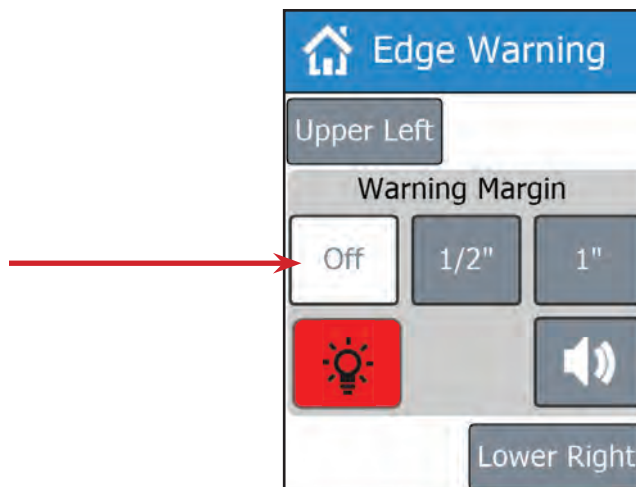 Edge Warning
Upper Left
Warning Margin
Off 1/2" 1"
Lower Right